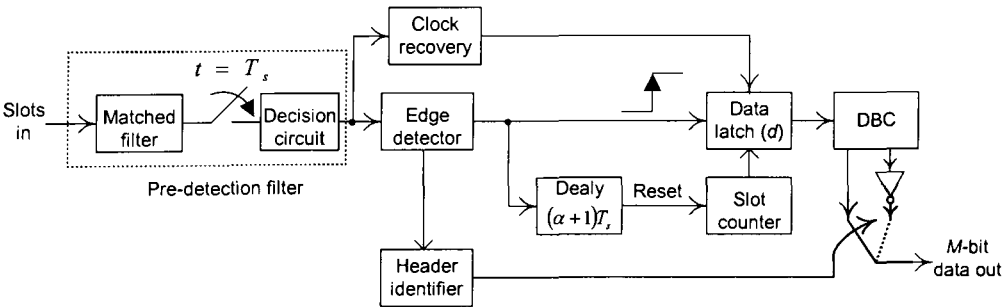 Slots
in
Matched
filter
t = T_s
Decision
circuit
Pre-detection filter
Clock
recovery
Edge
detector
Header
identifier
Dealy
(α+1)T_s
Reset
Slot
counter
Data
latch (d)
DBC
M-bit
data out